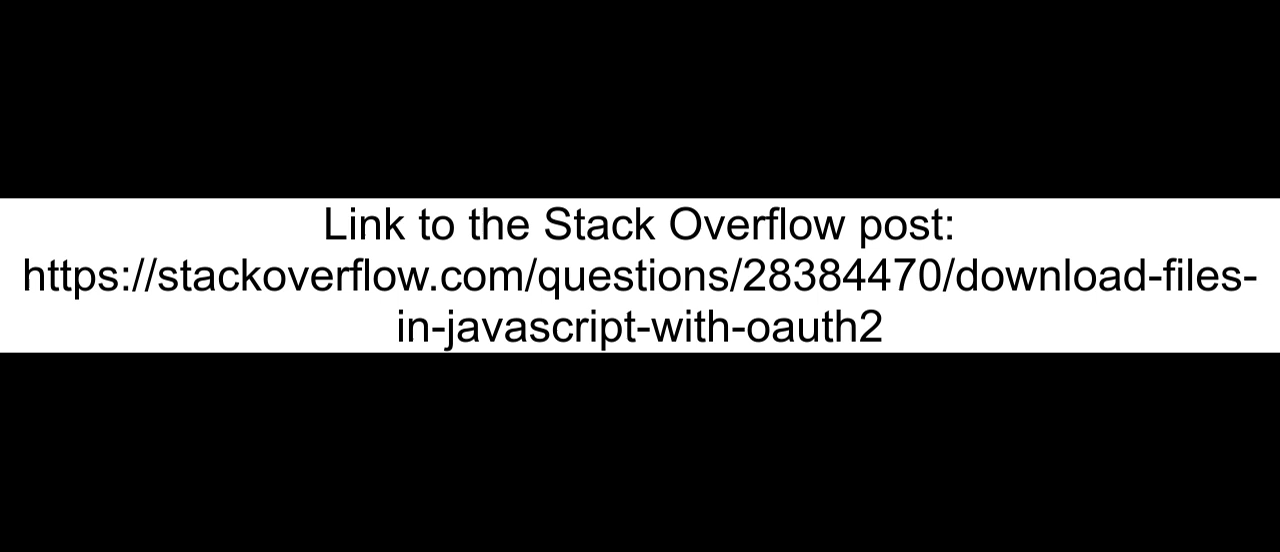 Link to the Stack Overflow post:
https://stackoverflow.com/questions/28384470/download-files-
in-javascript-with-oauth2